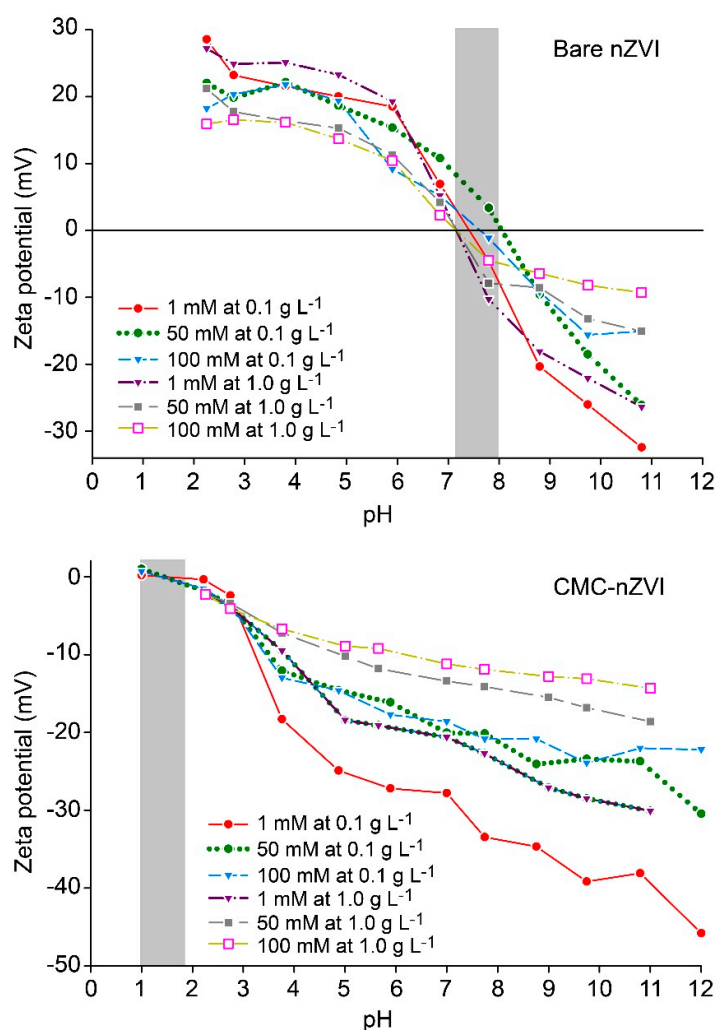 Bare nZVI
30
20
10
0
-10
-20
-30
Zeta potential (mV)
1 mM at 0.1 g L⁻¹
50 mM at 0.1 g L⁻¹
100 mM at 0.1 g L⁻¹
1 mM at 1.0 g L⁻¹
50 mM at 1.0 g L⁻¹
100 mM at 1.0 g L⁻¹
0 1 2 3 4 5 6 7 8 9 10 11 12
pH
CMC-nZVI
0
-10
-20
-30
-40
-50
Zeta potential (mV)
1 mM at 0.1 g L⁻¹
50 mM at 0.1 g L⁻¹
100 mM at 0.1 g L⁻¹
1 mM at 1.0 g L⁻¹
50 mM at 1.0 g L⁻¹
100 mM at 1.0 g L⁻¹
0 1 2 3 4 5 6 7 8 9 10 11 12
pH